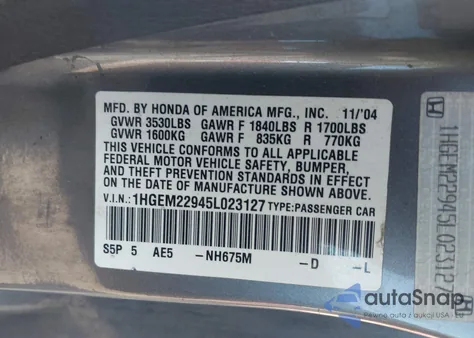 MFD. BY HONDA OF AMERICA MFG., INC. 11/'04
GVWR 3530LBS GAWR F 1840LBS R 1700LBS
GVWR 1600KG GAWR F 835KG R 770KG
THIS VEHICLE CONFORMS TO ALL APPLICABLE
FEDERAL MOTOR VEHICLE SAFETY, BUMPER,
AND THEFT PREVENTION STANDARDS IN EFFECT
ON THE DATE OF MANUFACTURE SHOWN ABOVE.
V.I.N.: 1HGEM22945L023127 TYPE: PASSENGER CAR
S5P 5 AE5 -NH675M -D -L
1HGEM22945L023127
autoSnap